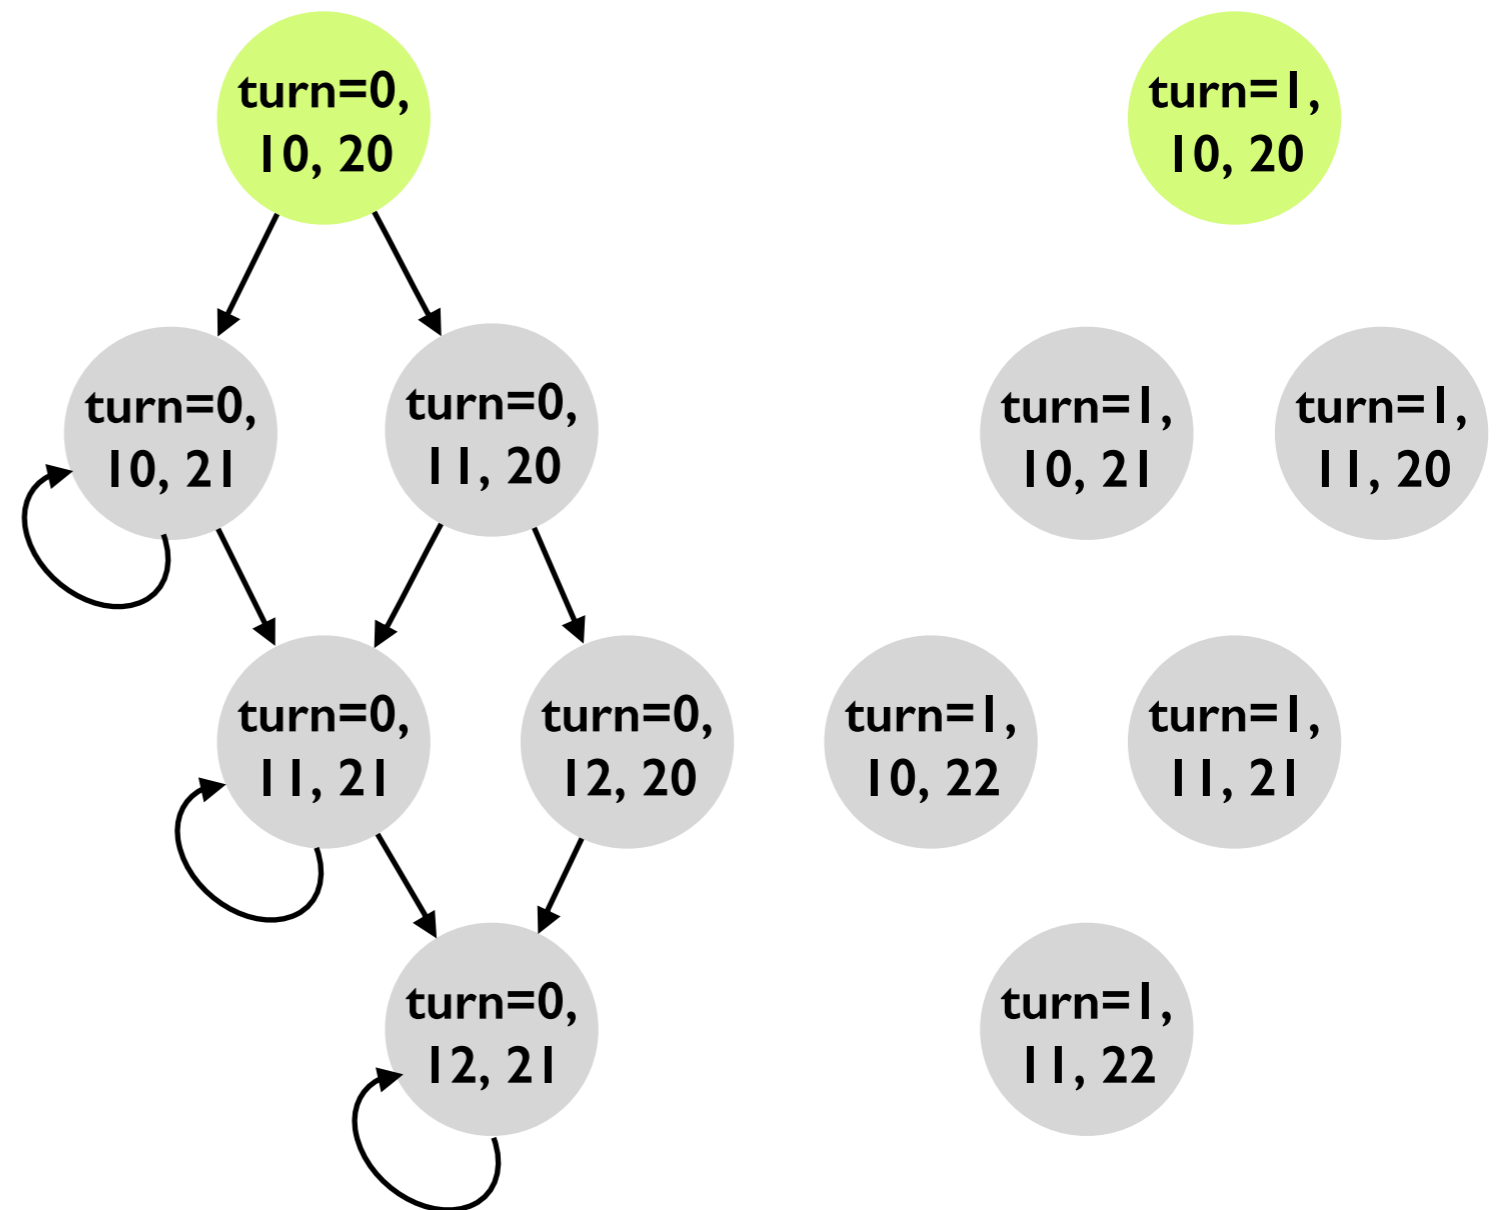 turn=0,
10, 20
turn=1,
10, 20
turn=0,
10, 21
turn=0,
11, 20
turn=1,
10, 21
turn=1,
11, 20
turn=0,
11, 21
turn=0,
12, 20
turn=1,
10, 22
turn=1,
11, 21
turn=0,
12, 21
turn=1,
11, 22